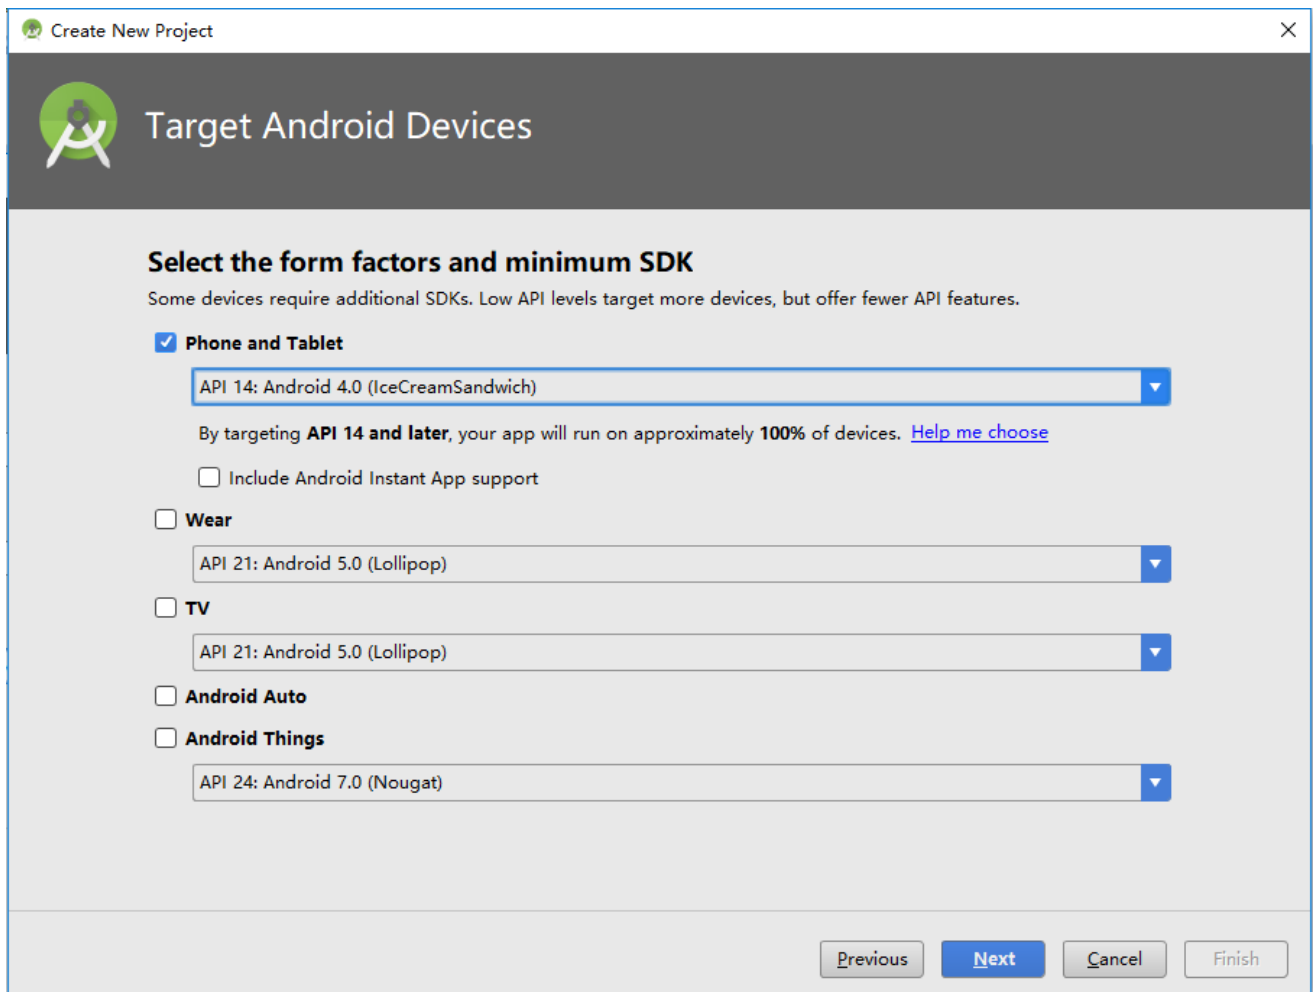 Create New Project
Target Android Devices
Select the form factors and minimum SDK
Some devices require additional SDKs. Low API levels target more devices, but offer fewer API features.
Phone and Tablet
API 14: Android 4.0 (IceCreamSandwich)
By targeting API 14 and later, your app will run on approximately 100% of devices. Help me choose
Include Android Instant App support
Wear
API 21: Android 5.0 (Lollipop)
TV
API 21: Android 5.0 (Lollipop)
Android Auto
Android Things
API 24: Android 7.0 (Nougat)
Previous Next Cancel Finish